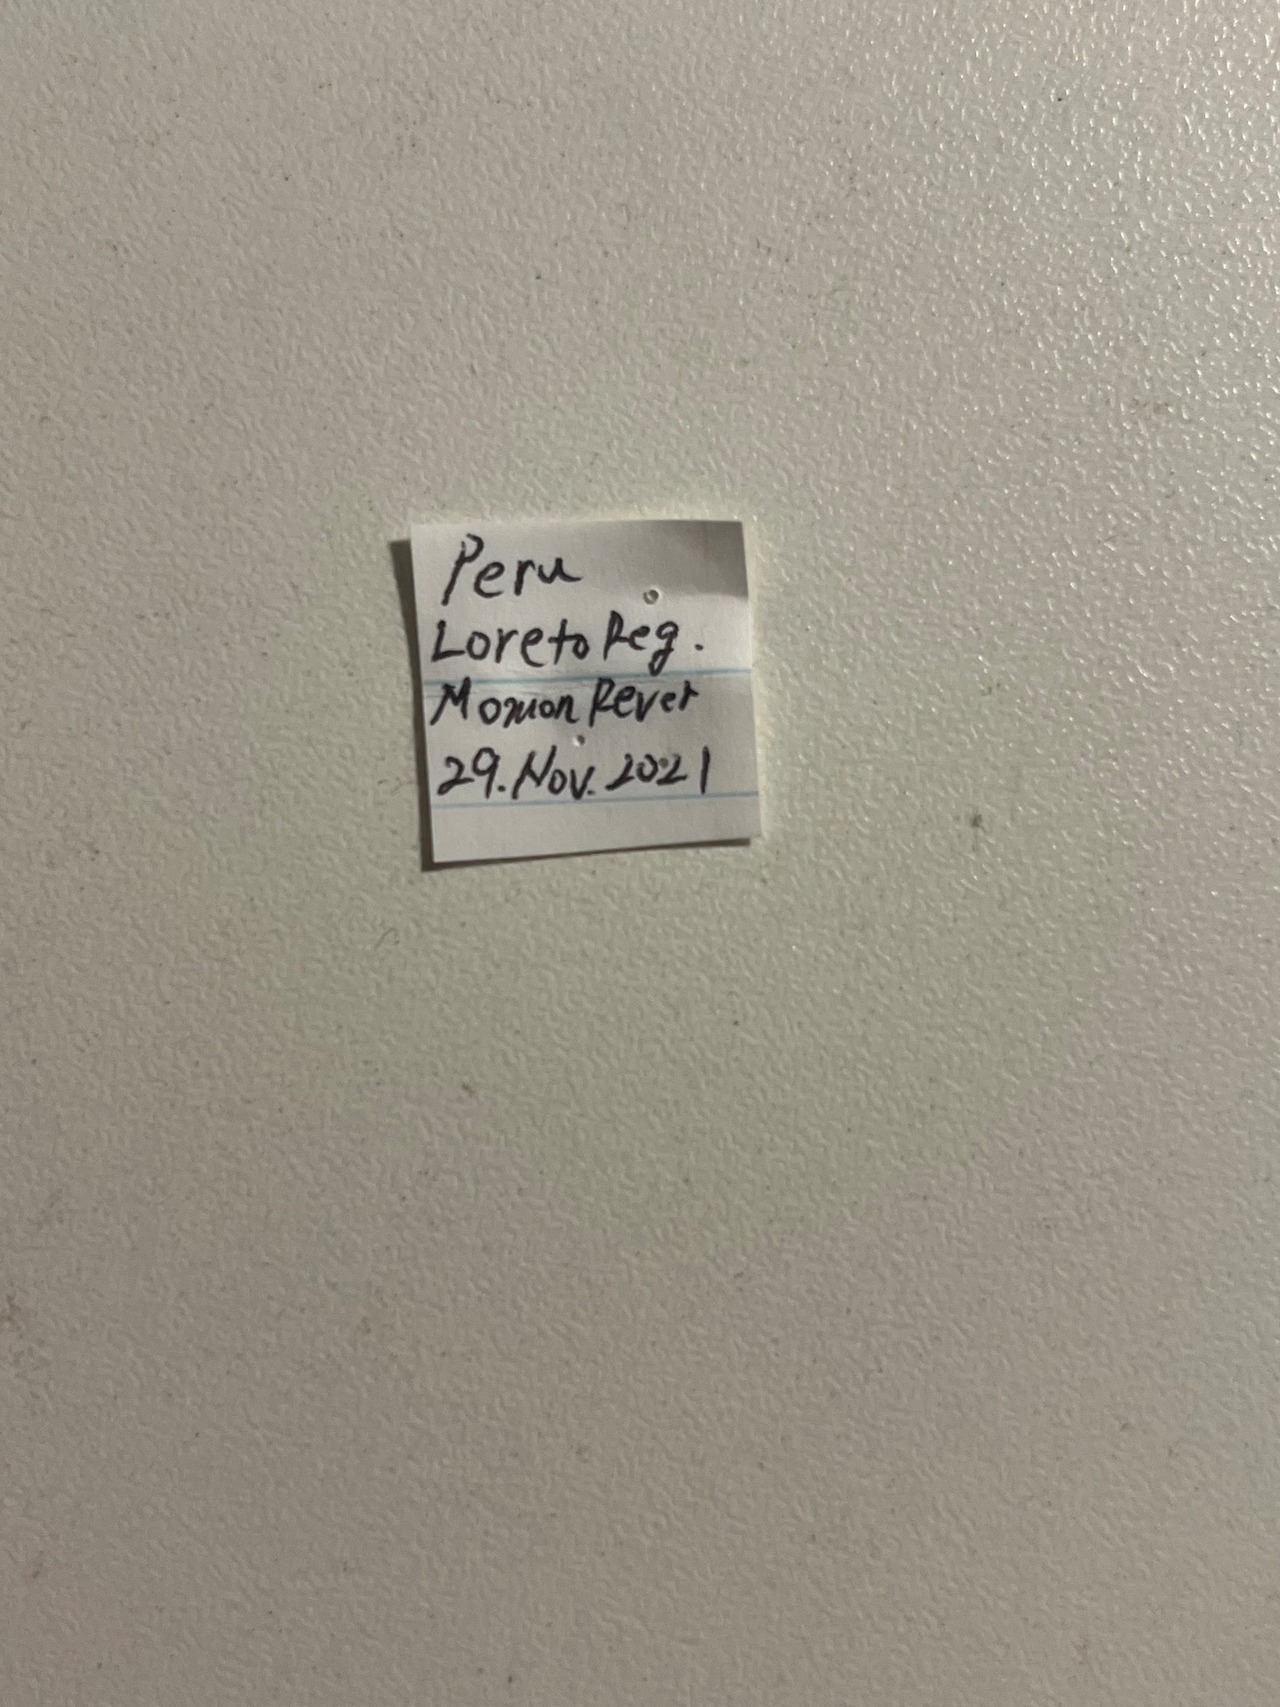 Peru
Loreto Reg.
Momon Rever
29. Nov. 2021